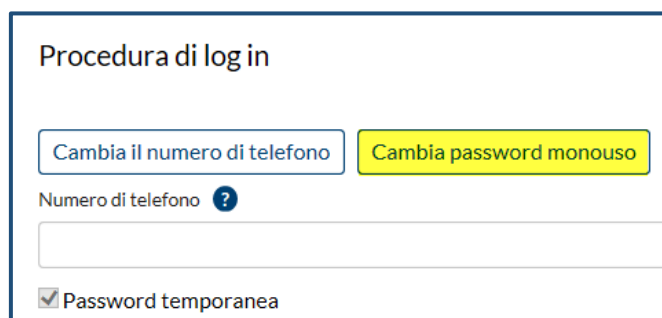 Procedura di log in
Cambia il numero di telefono Cambia password monouso
Numero di telefono ?
Password temporanea